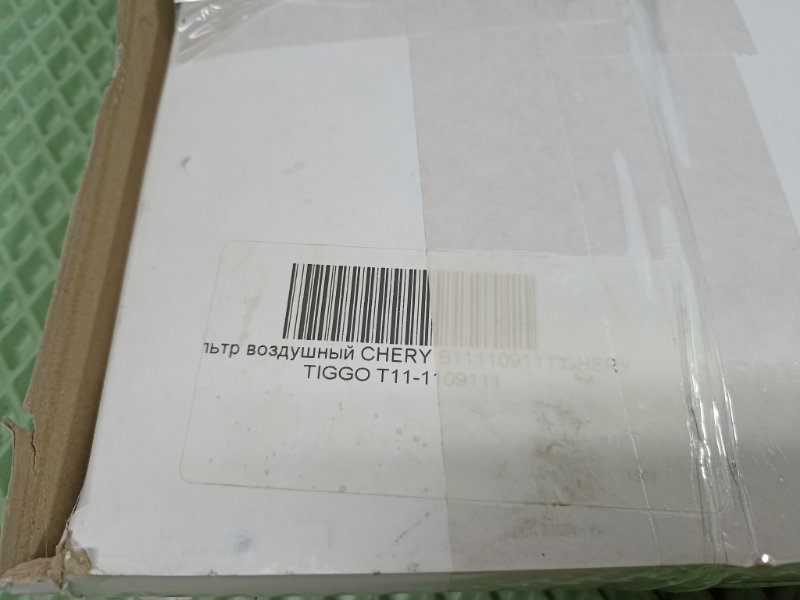 льтр воздушный CHERY B111109111 CHERY
TIGGO T11-1109111